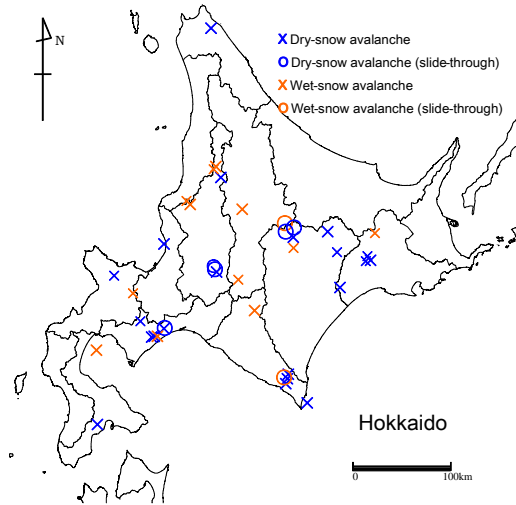 N
Dry-snow avalanche
Dry-snow avalanche (slide-through)
Wet-snow avalanche
Wet-snow avalanche (slide-through)
Hokkaido
0 100km